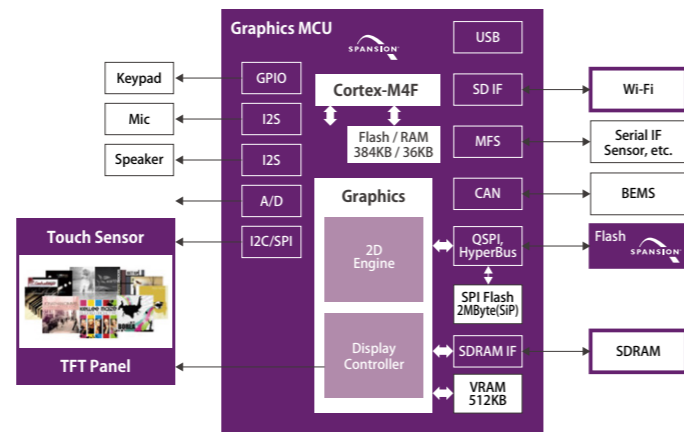 Graphics MCU
SPANSION
USB
Keypad
GPIO
Cortex-M4F
SD IF
Wi-Fi
Mic
I2S
Flash / RAM
384KB / 36KB
MFS
Serial IF
Sensor, etc.
Speaker
I2S
A/D
Graphics
CAN
BEMS
Touch Sensor
I2C/SPI
2D
Engine
QSPI,
HyperBus
Flash
SPANSION
SPI Flash
2MByte(SiP)
Display
Controller
SDRAM IF
SDRAM
TFT Panel
VRAM
512KB